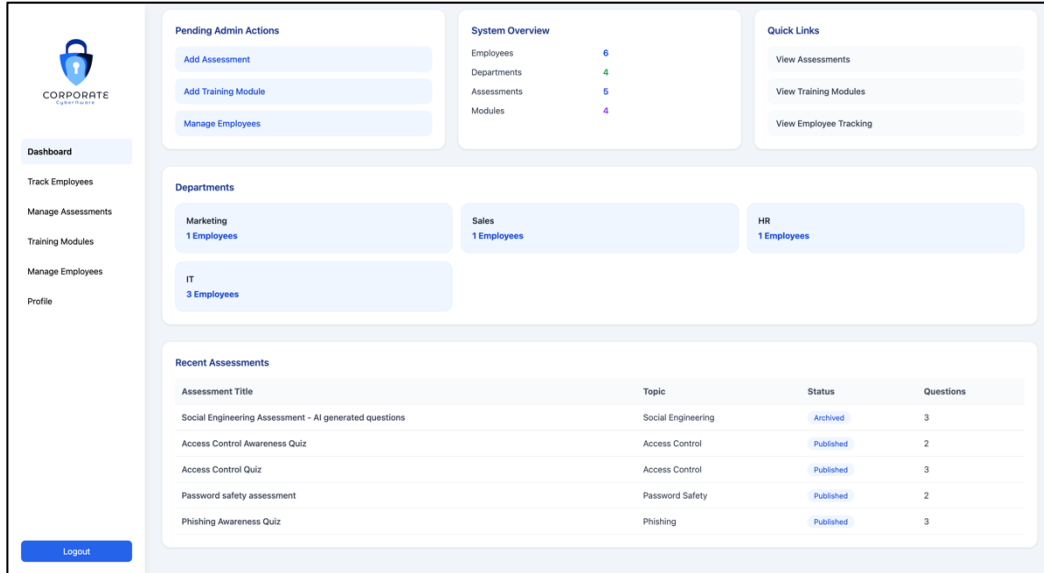 CORPORATE
CyberAware
Dashboard
Track Employees
Manage Assessments
Training Modules
Manage Employees
Profile
Logout
Pending Admin Actions
Add Assessment
Add Training Module
Manage Employees
System Overview
Employees 6
Departments 4
Assessments 5
Modules 4
Quick Links
View Assessments
View Training Modules
View Employee Tracking
Departments
Marketing
1 Employees
Sales
1 Employees
HR
1 Employees
IT
3 Employees
Recent Assessments
Assessment Title Topic Status Questions
Social Engineering Assessment - AI generated questions Social Engineering Archived 3
Access Control Awareness Quiz Access Control Published 2
Access Control Quiz Access Control Published 3
Password safety assessment Password Safety Published 2
Phishing Awareness Quiz Phishing Published 3